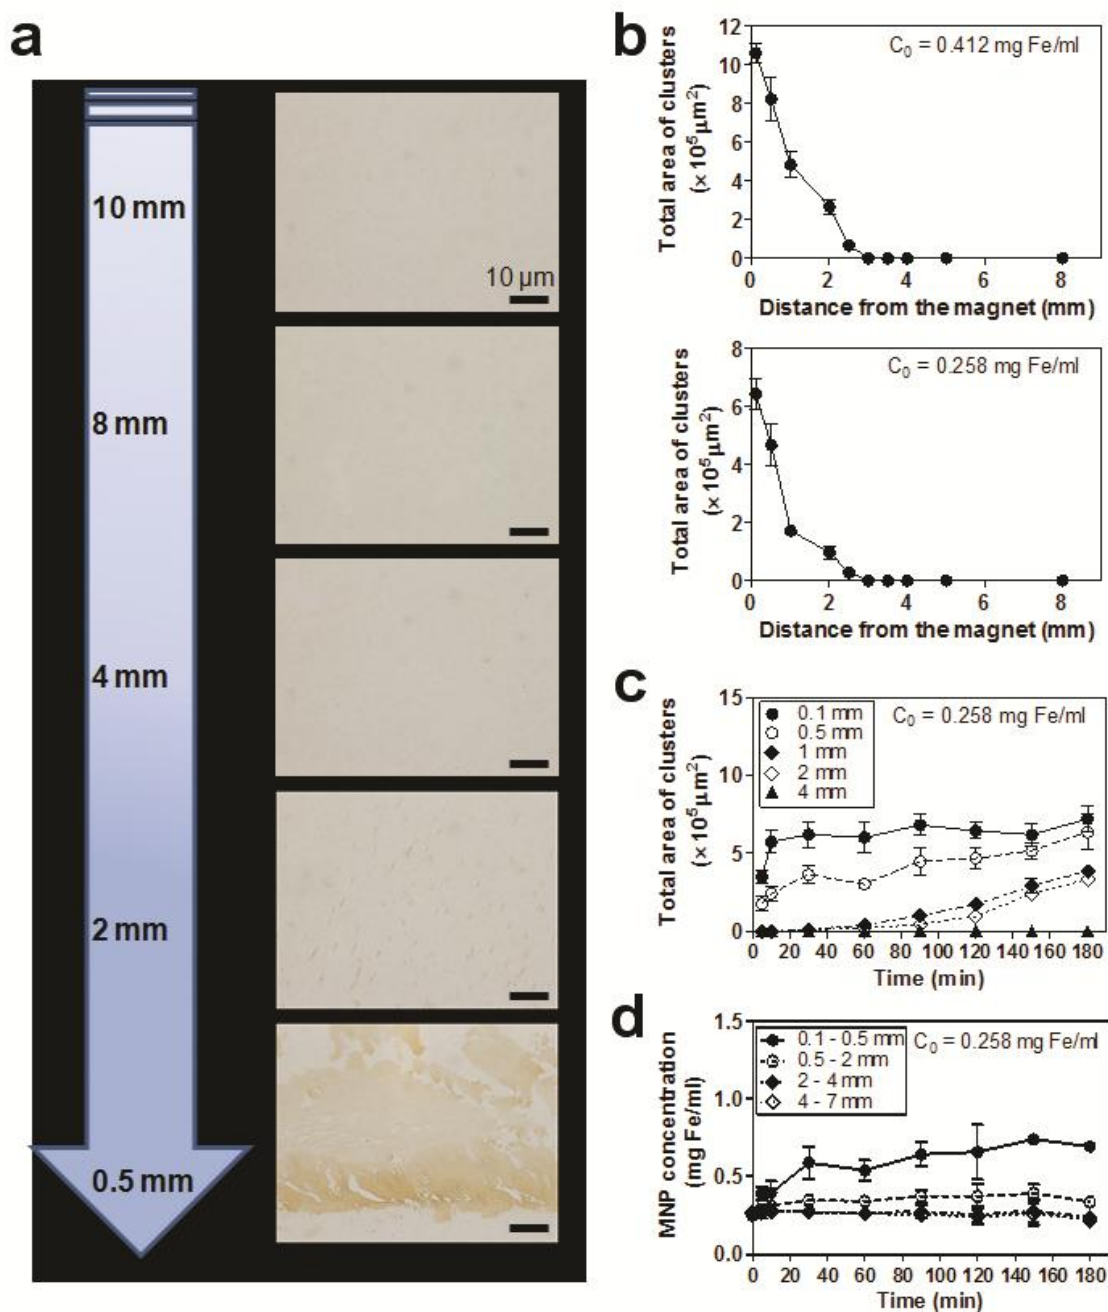 a
10 mm
8 mm
4 mm
2 mm
0.5 mm
10 µm
b
12
10
8
6
4
2
0
Total area of clusters
(×10⁵µm²)
C₀ = 0.412 mg Fe/ml
0 2 4 6 8
Distance from the magnet (mm)
8
6
4
2
0
Total area of clusters
(×10⁵µm²)
C₀ = 0.258 mg Fe/ml
0 2 4 6 8
Distance from the magnet (mm)
c
15
10
5
0
Total area of clusters
(×10⁵µm²)
0.1 mm
0.5 mm
1 mm
2 mm
4 mm
C₀ = 0.258 mg Fe/ml
0 20 40 60 80 100 120 140 160 180
Time (min)
d
1.5
1.0
0.5
0.0
MNP concentration
(mg Fe/ml)
0.1 - 0.5 mm
0.5 - 2 mm
2 - 4 mm
4 - 7 mm
C₀ = 0.258 mg Fe/ml
0 20 40 60 80 100 120 140 160 180
Time (min)